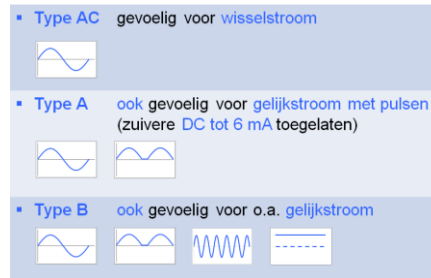 ▪ Type AC gevoelig voor wisselstroom
▪ Type A ook gevoelig voor gelijkstroom met pulsen
(zuivere DC tot 6 mA toegelaten)
▪ Type B ook gevoelig voor o.a. gelijkstroom